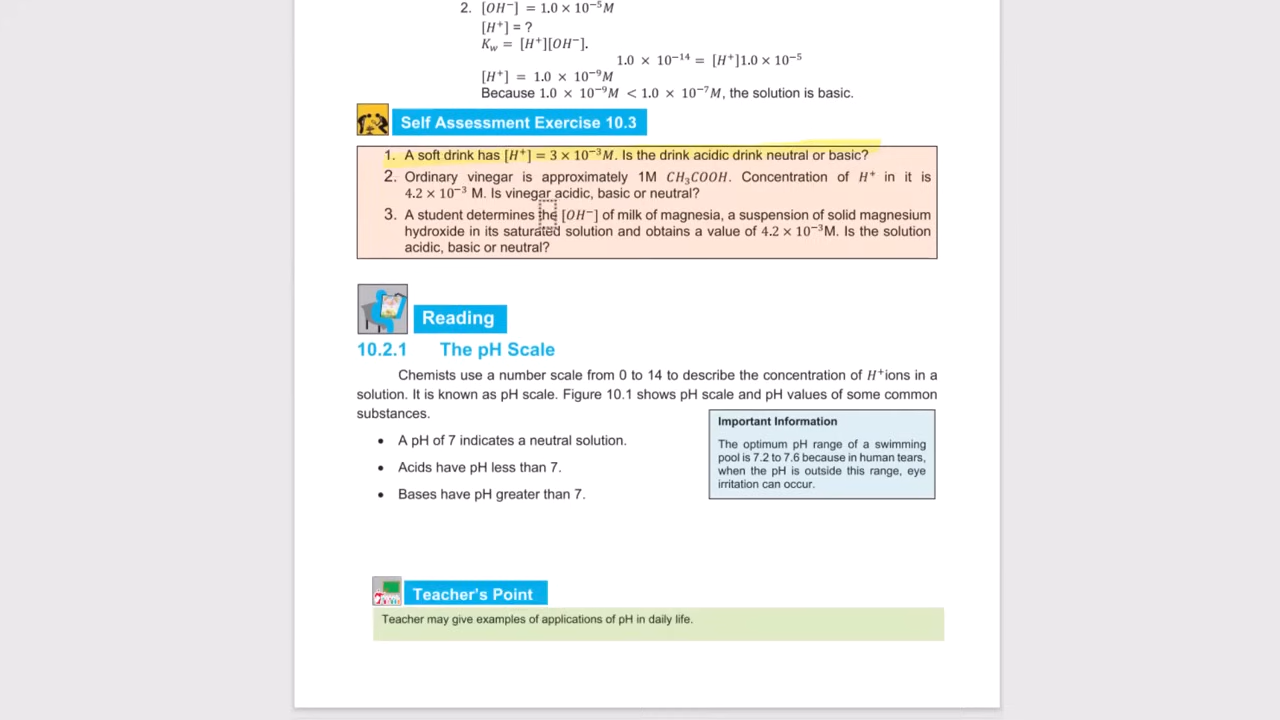 2. [OH⁻] = 1.0 × 10⁻⁵M
[H⁺] = ?
K_w = [H⁺][OH⁻].
1.0 × 10⁻¹⁴ = [H⁺]1.0 × 10⁻⁵
[H⁺] = 1.0 × 10⁻⁹M
Because 1.0 × 10⁻⁹M < 1.0 × 10⁻⁷M, the solution is basic.
Self Assessment Exercise 10.3
1. A soft drink has [H⁺] = 3 × 10⁻³M. Is the drink acidic drink neutral or basic?
2. Ordinary vinegar is approximately 1M CH₃COOH. Concentration of H⁺ in it is
4.2 × 10⁻³ M. Is vinegar acidic, basic or neutral?
3. A student determines the [OH⁻] of milk of magnesia, a suspension of solid magnesium
hydroxide in its saturated solution and obtains a value of 4.2 × 10⁻³M. Is the solution
acidic, basic or neutral?
Reading
10.2.1 The pH Scale
Chemists use a number scale from 0 to 14 to describe the concentration of H⁺ions in a
solution. It is known as pH scale. Figure 10.1 shows pH scale and pH values of some common
substances.
• A pH of 7 indicates a neutral solution.
• Acids have pH less than 7.
• Bases have pH greater than 7.
Important Information
The optimum pH range of a swimming
pool is 7.2 to 7.6 because in human tears,
when the pH is outside this range, eye
irritation can occur.
Teacher's Point
Teacher may give examples of applications of pH in daily life.